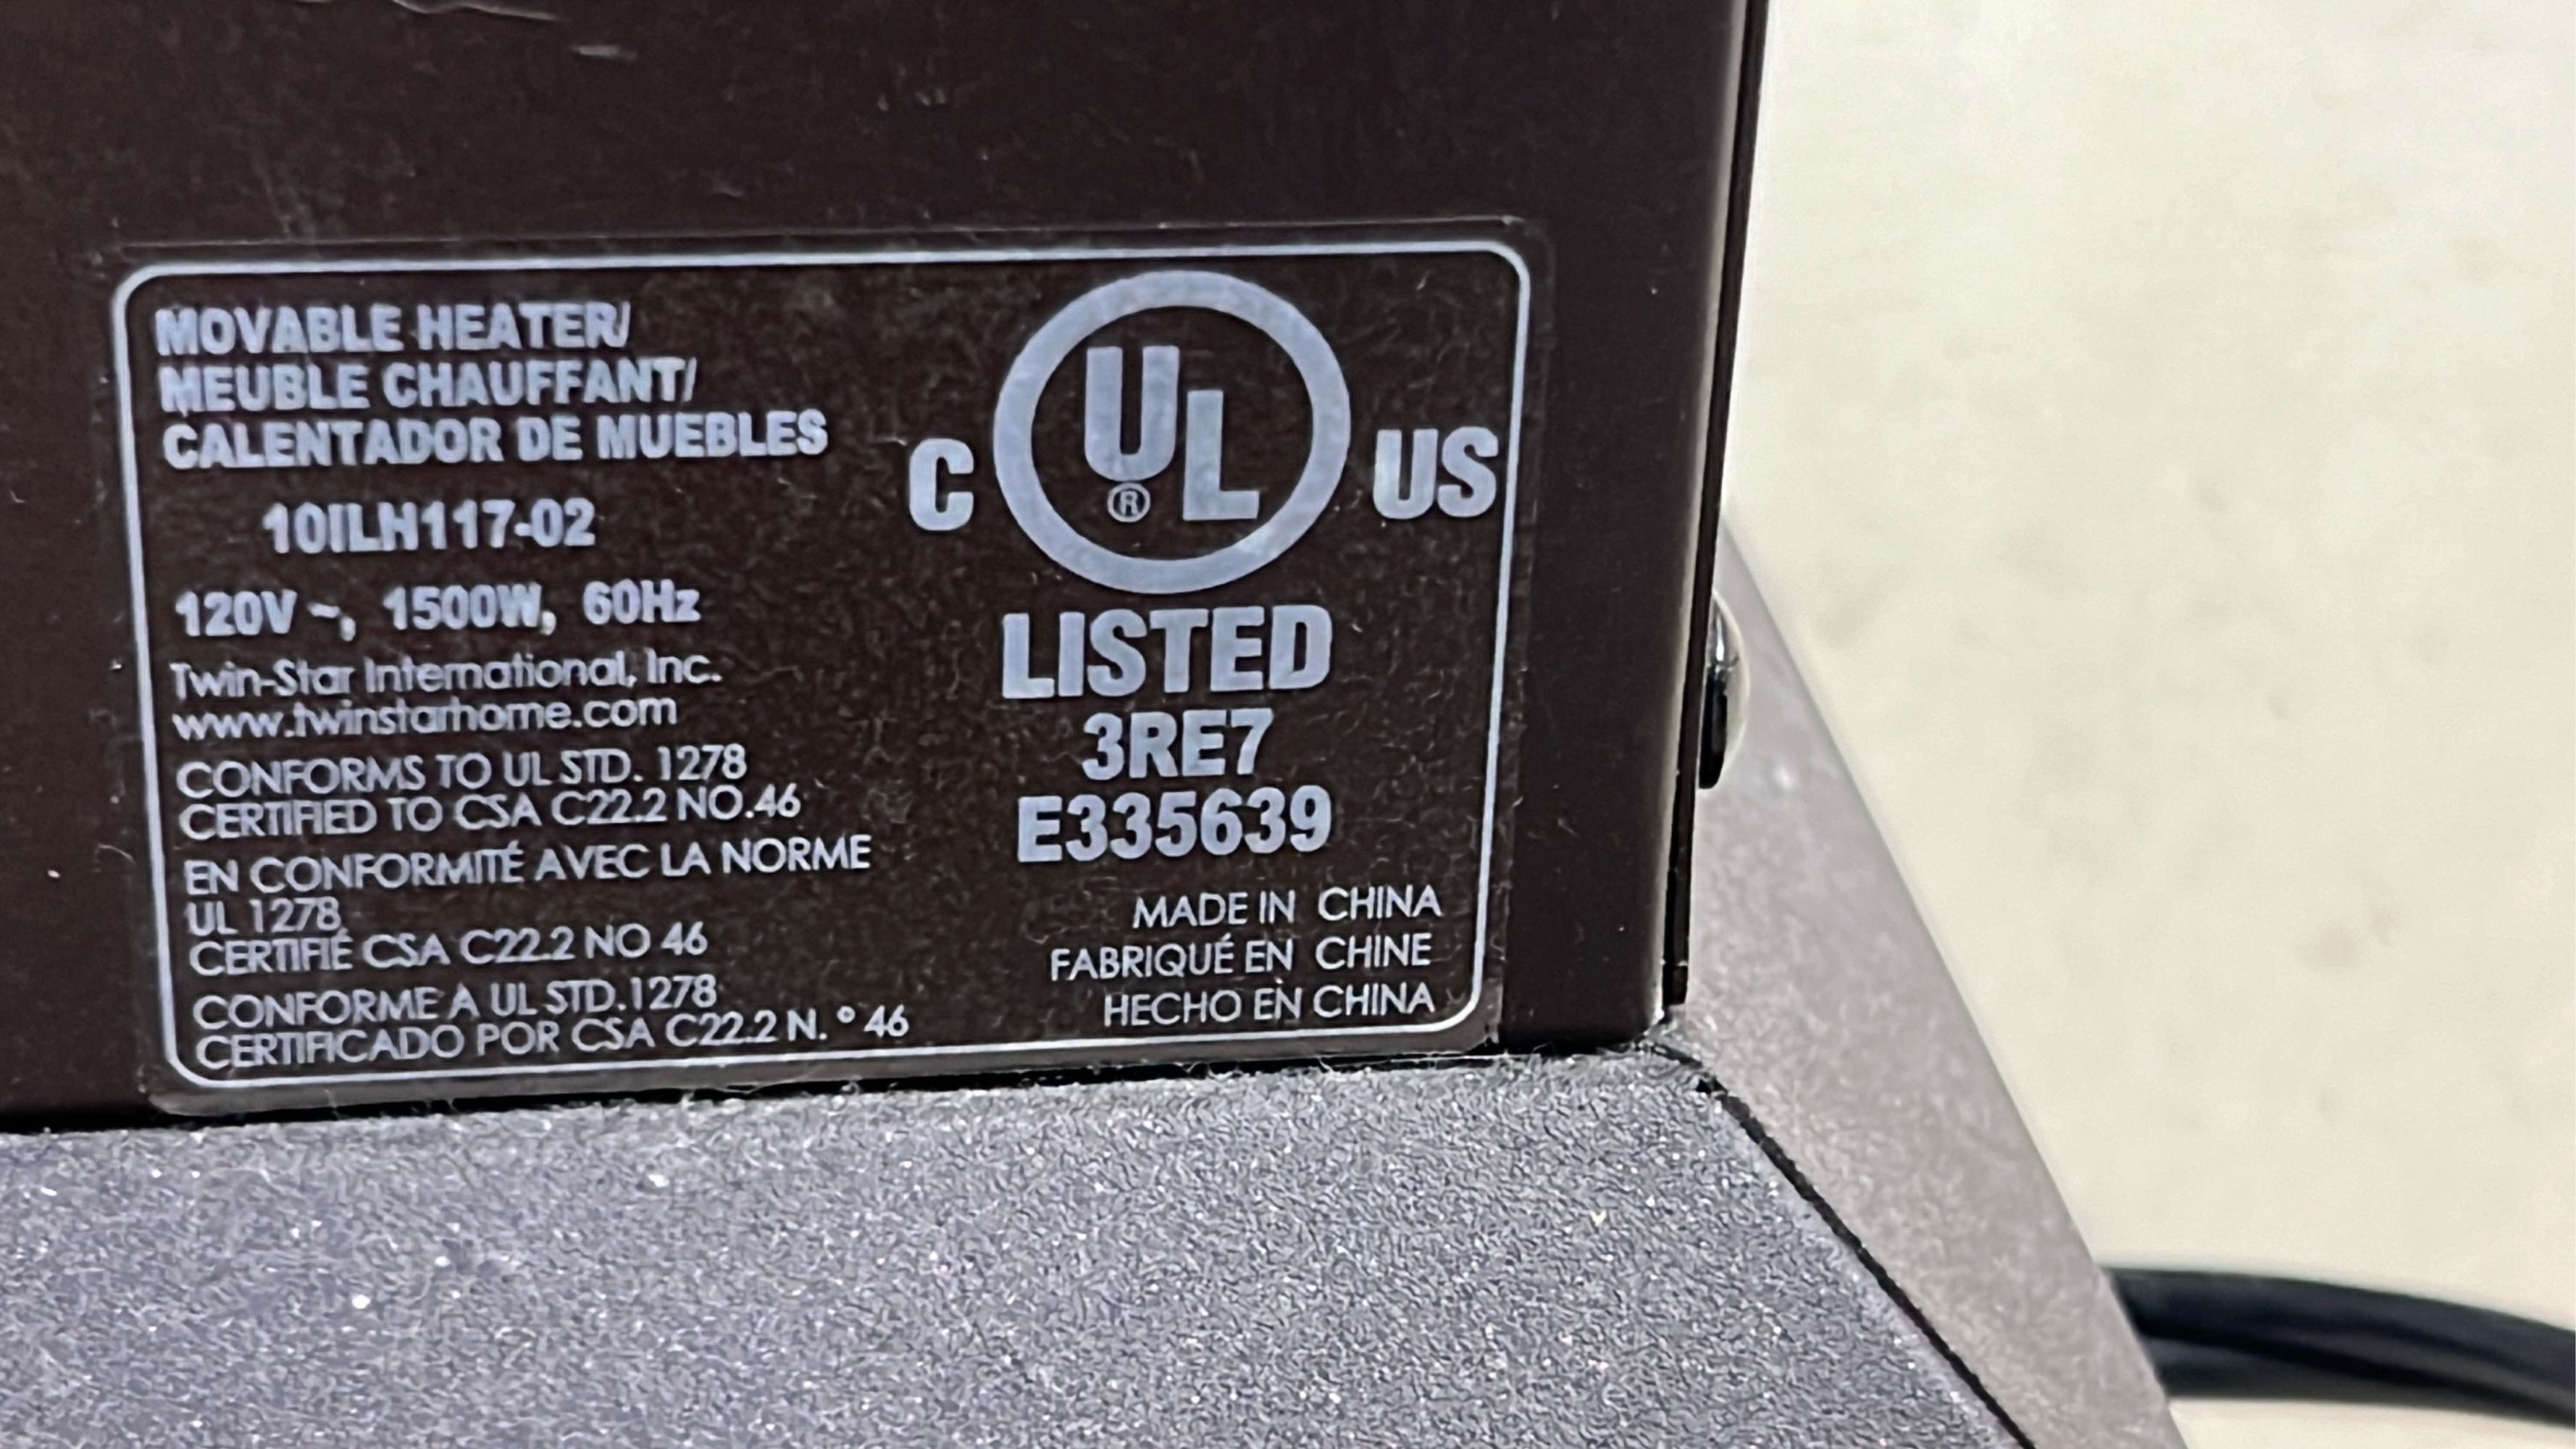 MOVABLE HEATER/
MEUBLE CHAUFFANT/
CALENTADOR DE MUEBLES
10ILH117-02
120V ~, 1500W, 60Hz
Twin-Star International, Inc.
www.twinstarhome.com
CONFORMS TO UL STD. 1278
CERTIFIED TO CSA C22.2 NO.46
EN CONFORMITÉ AVEC LA NORME
UL 1278
CERTIFIÉ CSA C22.2 NO 46
CONFORME A UL STD.1278
CERTIFICADO POR CSA C22.2 N. ° 46
C UL ® US
LISTED
3RE7
E335639
MADE IN CHINA
FABRIQUÉ EN CHINE
HECHO EN CHINA